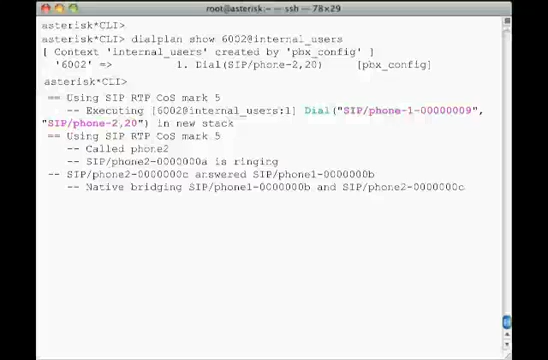 root@asterisk:~ — ssh — 78×29
asterisk*CLI>
asterisk*CLI> dialplan show 6002@internal_users
[ Context 'internal_users' created by 'pbx_config' ]
'6002' => 1. Dial(SIP/phone-2,20) [pbx_config]
asterisk*CLI>
== Using SIP RTP CoS mark 5
-- Executing [6002@internal_users:1] Dial("SIP/phone-1-00000009",
"SIP/phone-2,20") in new stack
== Using SIP RTP CoS mark 5
-- Called phone2
-- SIP/phone2-0000000a is ringing
-- SIP/phone2-0000000c answered SIP/phone1-0000000b
-- Native bridging SIP/phone1-0000000b and SIP/phone2-0000000c